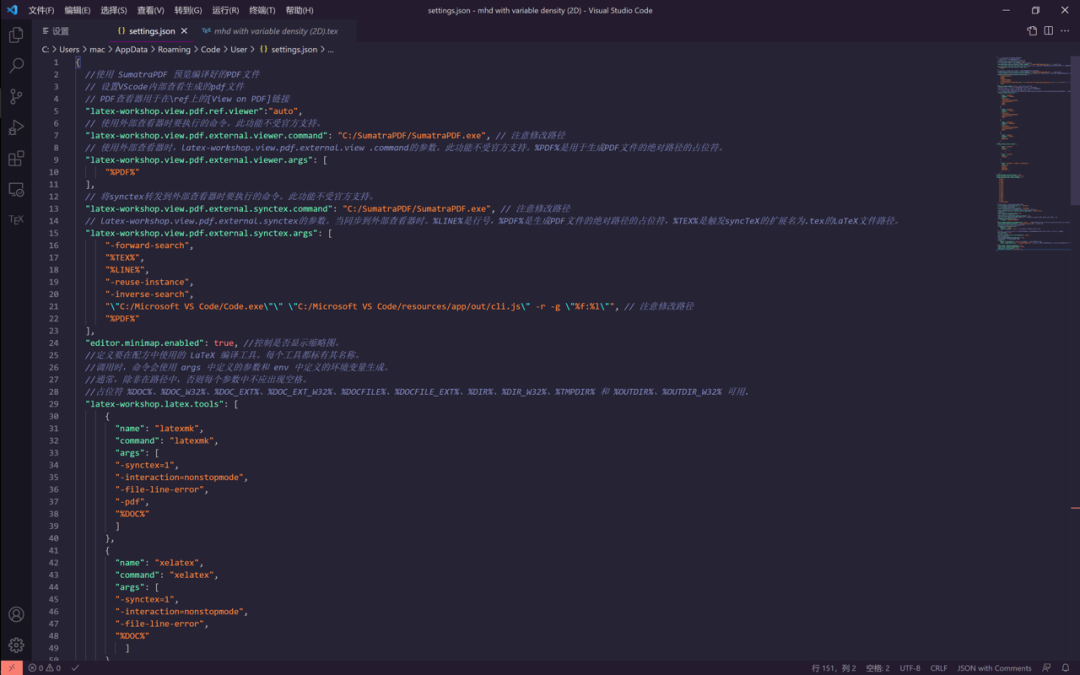 文件(F) 编辑(E) 选择(S) 查看(V) 转到(G) 运行(R) 终端(T) 帮助(H) settings.json - mhd with variable density (2D) - Visual Studio Code
设置 {} settings.json × TEX mhd with variable density (2D).tex
C: > Users > mac > AppData > Roaming > Code > User > {} settings.json > ...
1 {
2 //使用 SumatraPDF 预览编译好的PDF文件
3 // 设置VScode内部查看生成的pdf文件
4 // PDF查看器用于在\ref上的[View on PDF]链接
5 "latex-workshop.view.pdf.ref.viewer":"auto",
6 // 使用外部查看器时要执行的命令。此功能不受官方支持。
7 "latex-workshop.view.pdf.external.viewer.command": "C:/SumatraPDF/SumatraPDF.exe", // 注意修改路径
8 // 使用外部查看器时，latex-workshop.view.pdf.external.view .command的参数。此功能不受官方支持。%PDF%是用于生成PDF文件的绝对路径的占位符。
9 "latex-workshop.view.pdf.external.viewer.args": [
10 "%PDF%"
11 ],
12 // 将synctex转发到外部查看器时要执行的命令。此功能不受官方支持。
13 "latex-workshop.view.pdf.external.synctex.command": "C:/SumatraPDF/SumatraPDF.exe", // 注意修改路径
14 // latex-workshop.view.pdf.external.synctex的参数。当同步到外部查看器时。%LINE%是行号，%PDF%是生成PDF文件的绝对路径的占位符，%TEX%是触发syncTeX的扩展名为.tex的LaTeX文件路径。
15 "latex-workshop.view.pdf.external.synctex.args": [
16 "-forward-search",
17 "%TEX%",
18 "%LINE%",
19 "-reuse-instance",
20 "-inverse-search",
21 "\"C:/Microsoft VS Code/Code.exe\"\" \"C:/Microsoft VS Code/resources/app/out/cli.js\" -r -g \"%f:%l\"", // 注意修改路径
22 "%PDF%"
23 ],
24 "editor.minimap.enabled": true, //控制是否显示缩略图。
25 //定义要在配方中使用的 LaTeX 编译工具。每个工具都标有其名称。
26 //调用时，命令会使用 args 中定义的参数和 env 中定义的环境变量生成。
27 //通常，除非在路径中，否则每个参数中不应出现空格。
28 //占位符 %DOC%、%DOC_W32%、%DOC_EXT%、%DOC_EXT_W32%、%DOCFILE%、%DOCFILE_EXT%、%DIR%、%DIR_W32%、%TMPDIR% 和 %OUTDIR%、%OUTDIR_W32% 可用.
29 "latex-workshop.latex.tools": [
30 {
31 "name": "latexmk",
32 "command": "latexmk",
33 "args": [
34 "-synctex=1",
35 "-interaction=nonstopmode",
36 "-file-line-error",
37 "-pdf",
38 "%DOC%"
39 ]
40 },
41 {
42 "name": "xelatex",
43 "command": "xelatex",
44 "args": [
45 "-synctex=1",
46 "-interaction=nonstopmode",
47 "-file-line-error",
48 "%DOC%"
49 ]
50 }
TEX
0 0 行 151，列 2 空格: 2 UTF-8 CRLF JSON with Comments